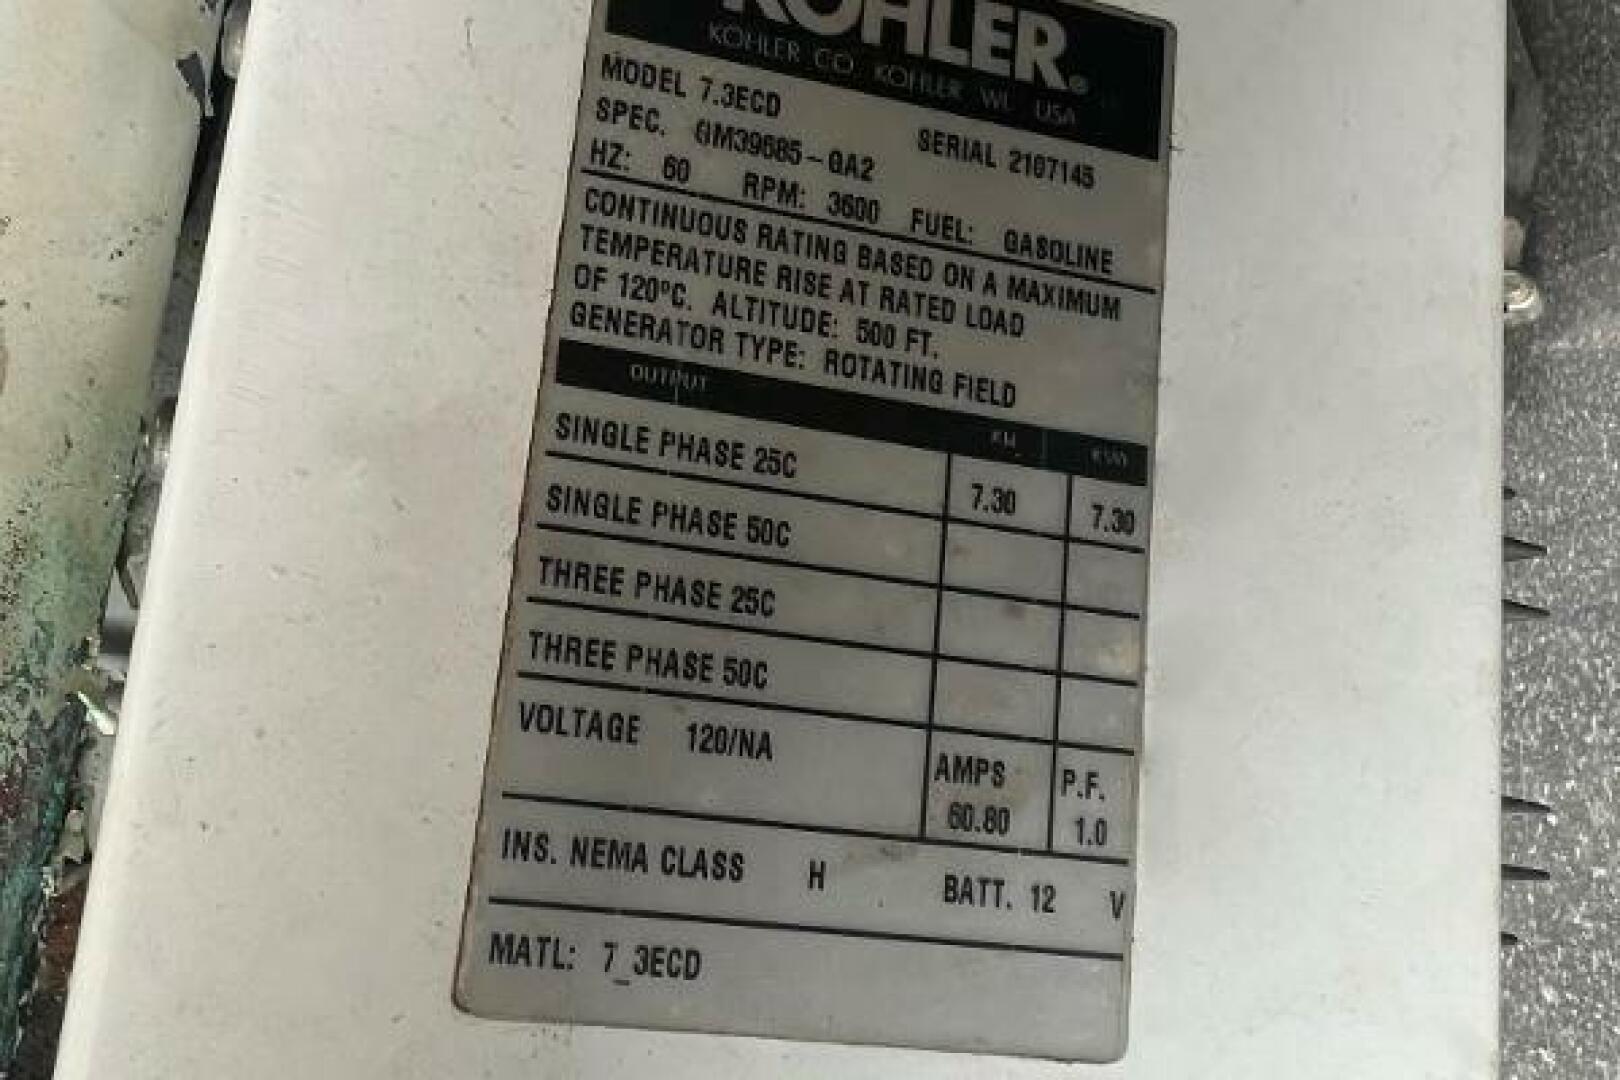 KOHLER®
KOHLER CO. KOHLER WI. USA
MODEL 7.3ECD
SPEC. GM39685-GA2 SERIAL 2107145
HZ: 60 RPM: 3600 FUEL: GASOLINE
CONTINUOUS RATING BASED ON A MAXIMUM
TEMPERATURE RISE AT RATED LOAD
OF 120ºC. ALTITUDE: 500 FT.
GENERATOR TYPE: ROTATING FIELD
OUTPUT KW KVA
SINGLE PHASE 25C 7.30 7.30
SINGLE PHASE 50C
THREE PHASE 25C
THREE PHASE 50C
VOLTAGE 120/NA AMPS P.F.
60.80 1.0
INS. NEMA CLASS H BATT. 12 V
MATL: 7_3ECD